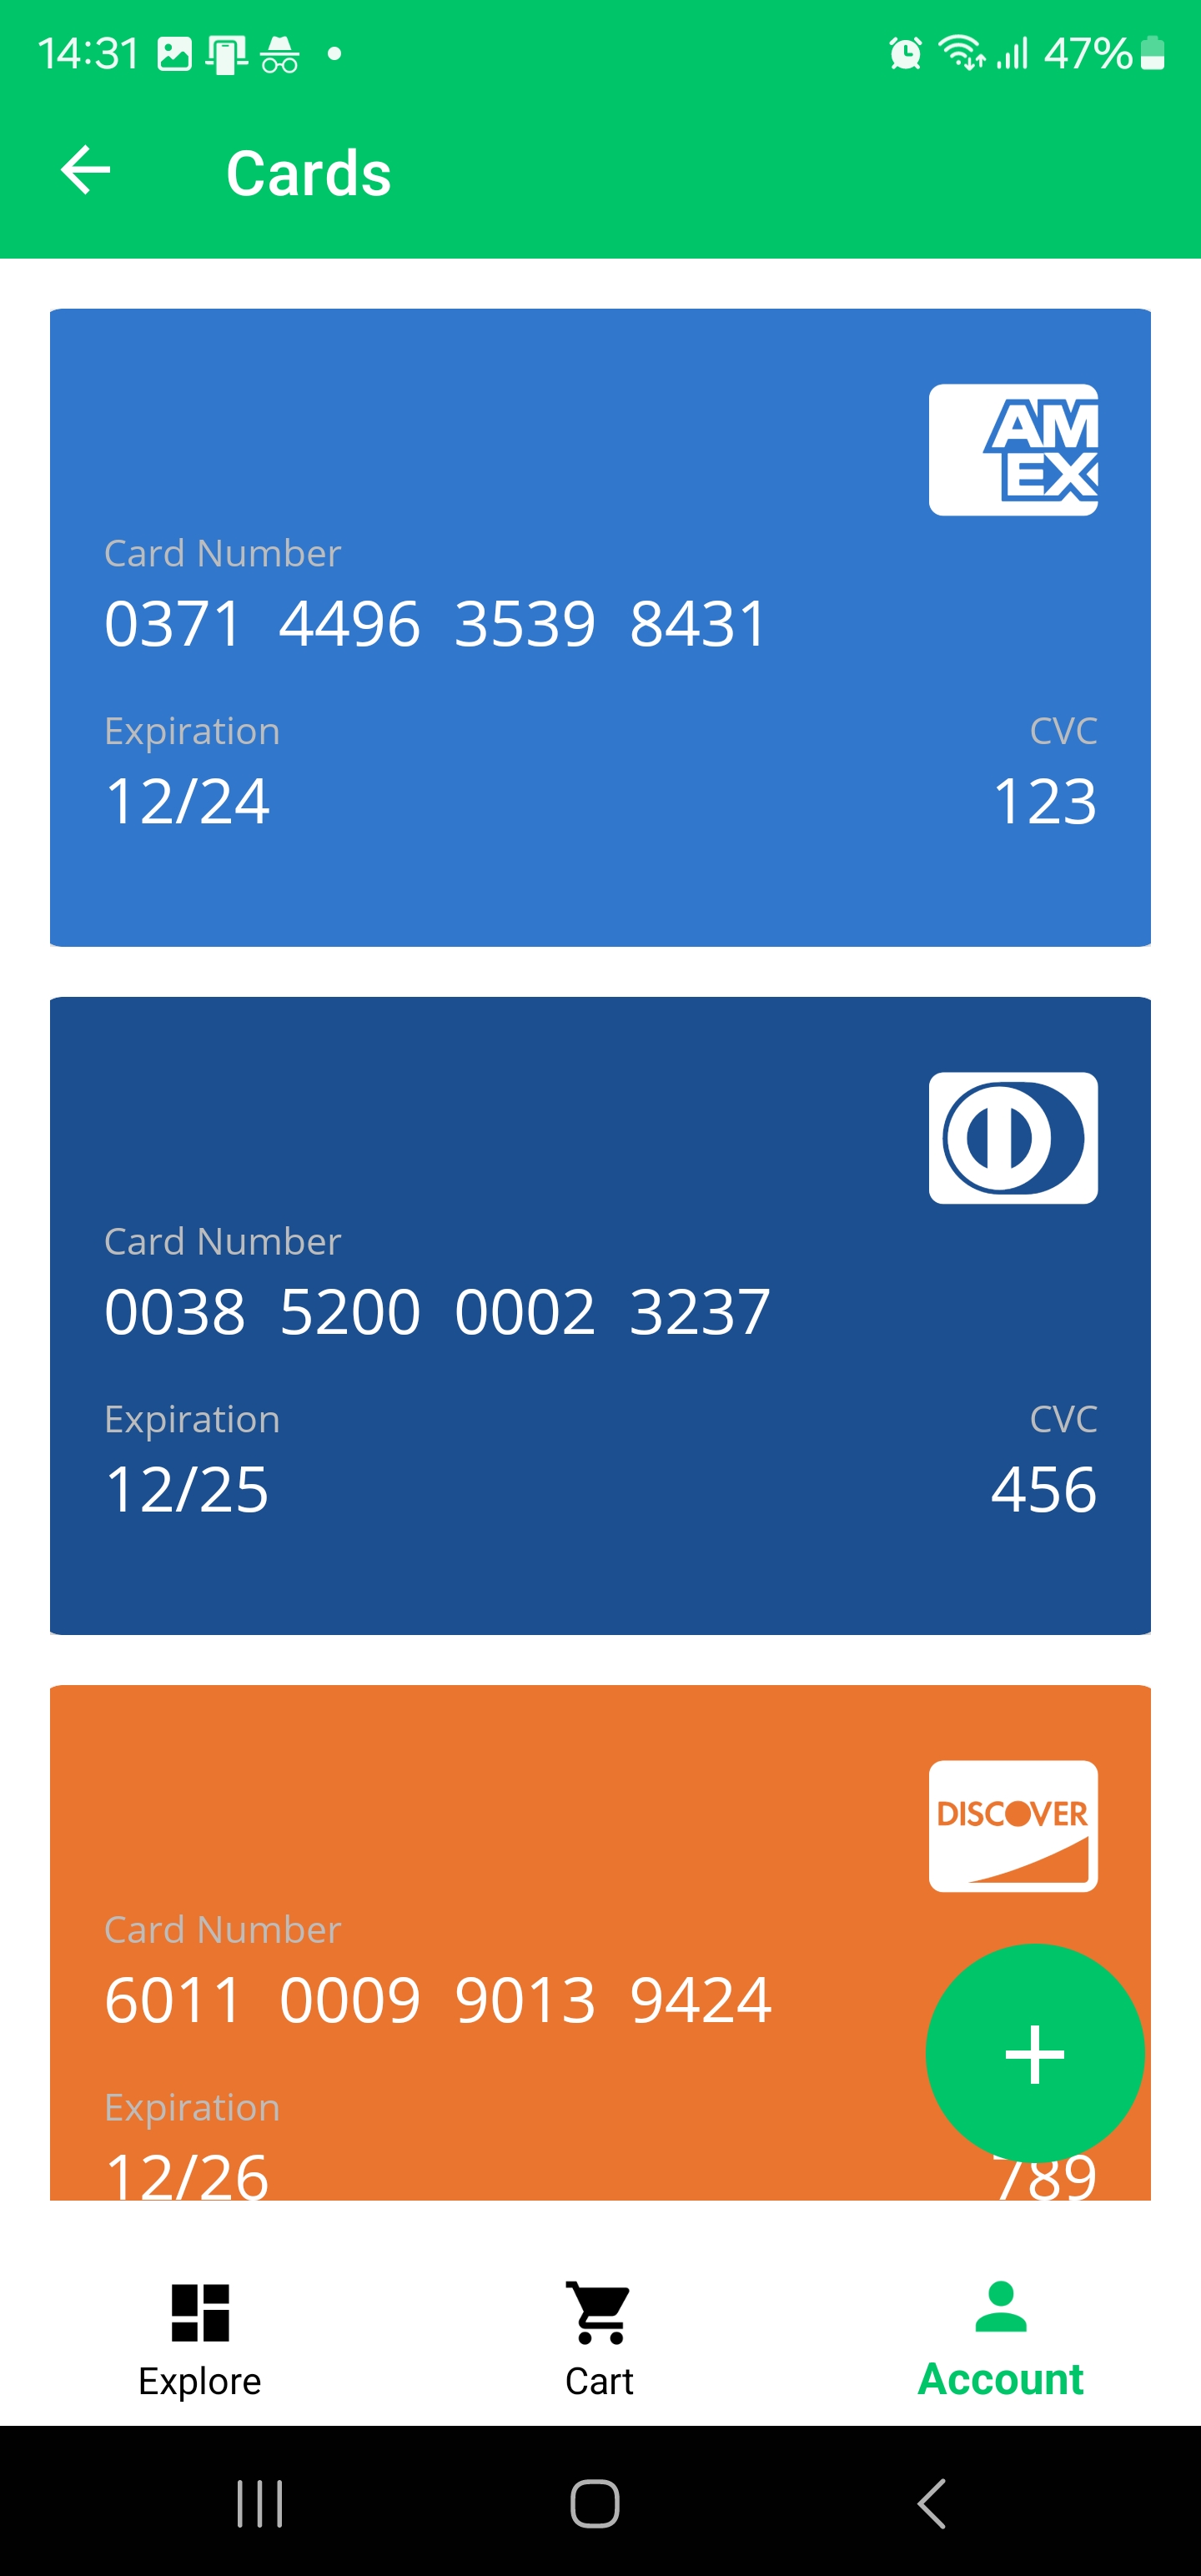 14:31
47%
Cards
AM
EX
Card Number
0371 4496 3539 8431
Expiration CVC
12/24 123
Card Number
0038 5200 0002 3237
Expiration CVC
12/25 456
DISCOVER
Card Number
6011 0009 9013 9424
Expiration
12/26 789
Explore Cart Account